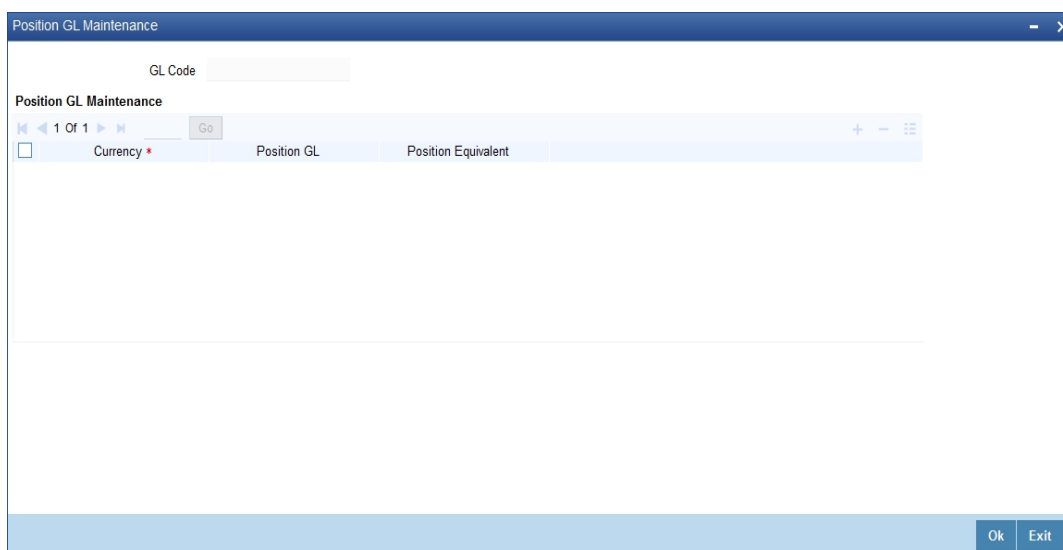 Position GL Maintenance
GL Code
Position GL Maintenance
1 Of 1 Go
Currency * Position GL Position Equivalent
Ok Exit